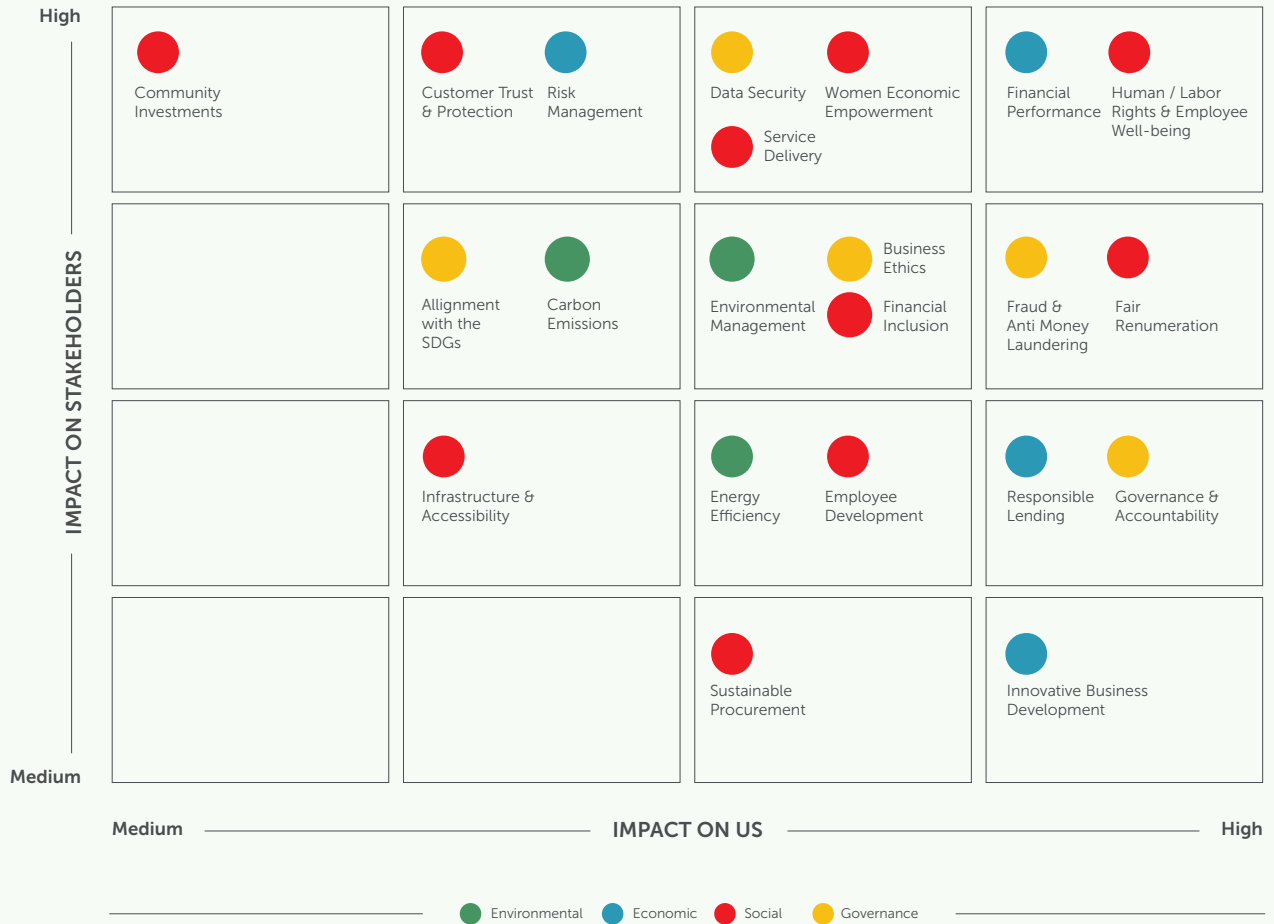 High
Community
Investments
Customer Trust
& Protection
Risk
Management
Data Security
Women Economic
Empowerment
Service
Delivery
Financial
Performance
Human / Labor
Rights & Employee
Well-being
IMPACT ON STAKEHOLDERS
Allignment
with the
SDGs
Carbon
Emissions
Environmental
Management
Business
Ethics
Financial
Inclusion
Fraud &
Anti Money
Laundering
Fair
Renumeration
Infrastructure &
Accessibility
Energy
Efficiency
Employee
Development
Responsible
Lending
Governance &
Accountability
Sustainable
Procurement
Innovative Business
Development
Medium
Medium
IMPACT ON US
High
Environmental
Economic
Social
Governance